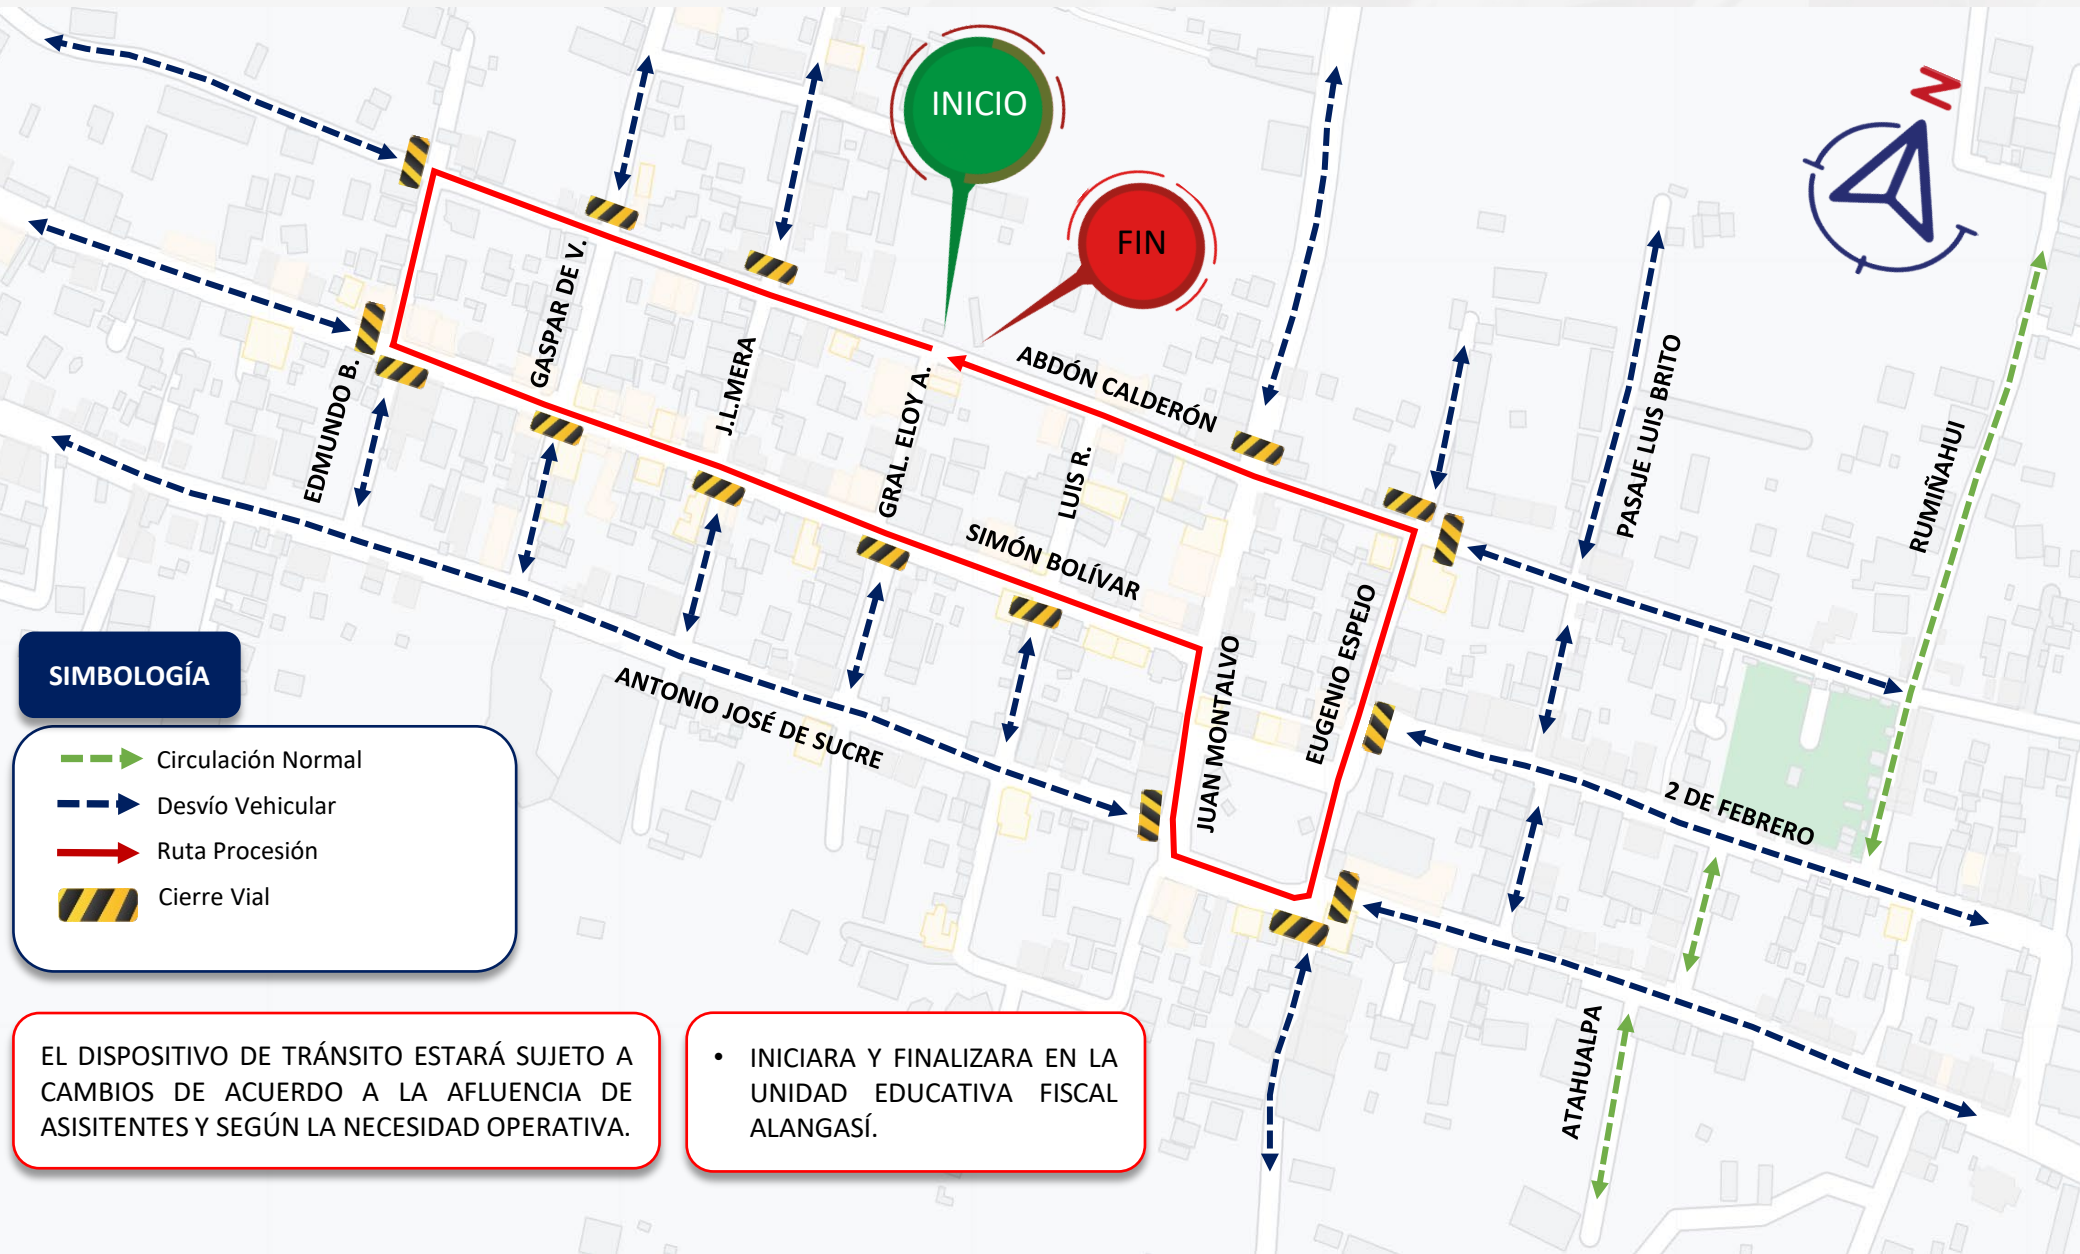 INICIO
N
FIN
GASPAR DE V.
J.L.MERA
ABDÓN CALDERÓN
PASAJE LUIS BRITO
EDMUNDO B.
GRAL. ELOY A.
LUIS R.
RUMIÑAHUI
SIMÓN BOLÍVAR
EUGENIO ESPEJO
JUAN MONTALVO
ANTONIO JOSÉ DE SUCRE
2 DE FEBRERO
ATAHUALPA
SIMBOLOGÍA
Circulación Normal
Desvío Vehicular
Ruta Procesión
Cierre Vial
EL DISPOSITIVO DE TRÁNSITO ESTARÁ SUJETO A
CAMBIOS DE ACUERDO A LA AFLUENCIA DE
ASISITENTES Y SEGÚN LA NECESIDAD OPERATIVA.
• INICIARA Y FINALIZARA EN LA
UNIDAD EDUCATIVA FISCAL
ALANGASÍ.